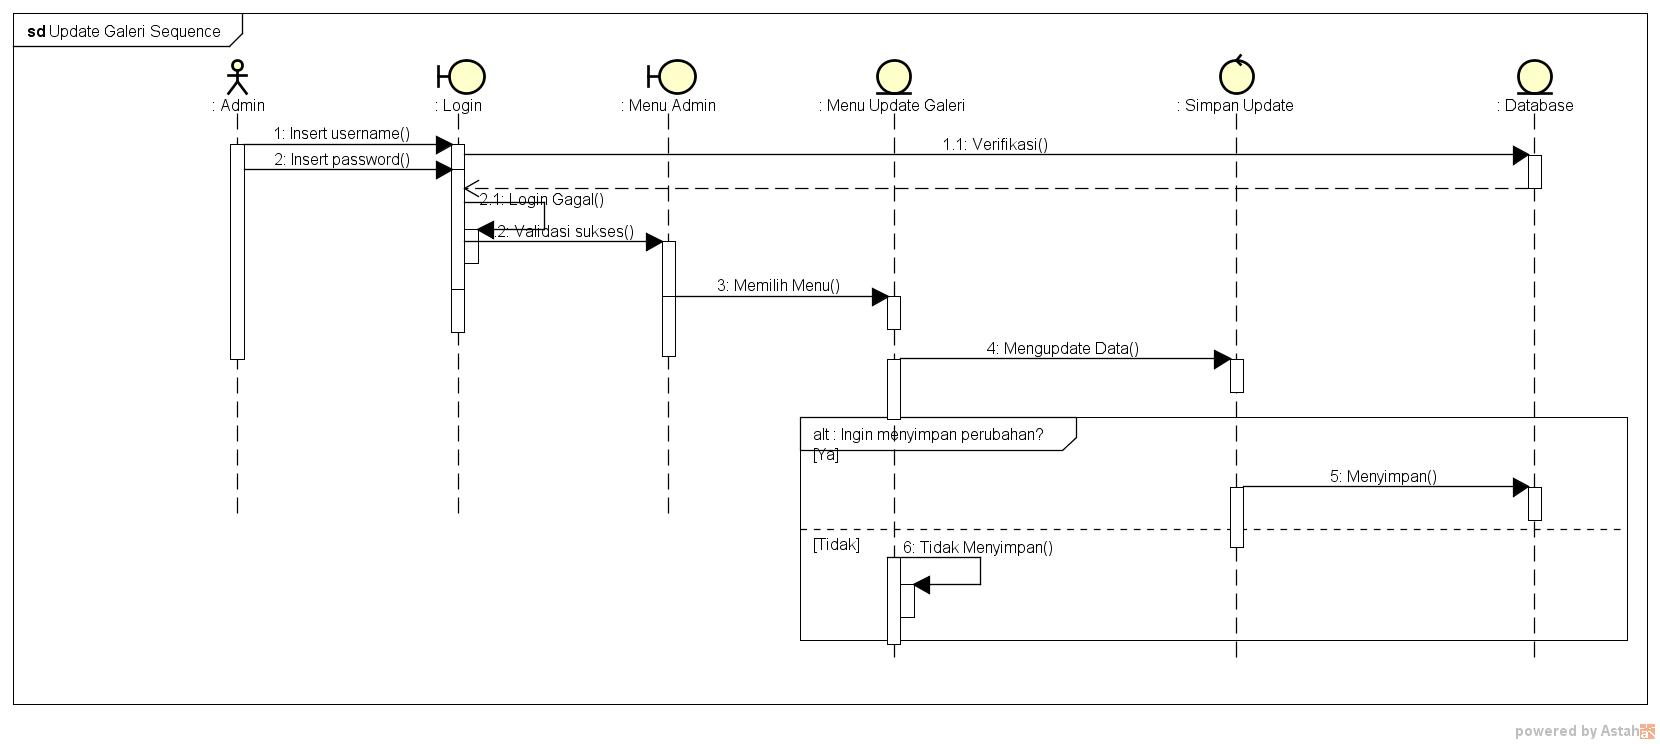 sd Update Galeri Sequence
: Admin
: Login
: Menu Admin
: Menu Update Galeri
: Simpan Update
: Database
1: Insert username()
1.1: Verifikasi()
2: Insert password()
2.1: Login Gagal()
.2: Validasi sukses()
3: Memilih Menu()
4: Mengupdate Data()
alt : Ingin menyimpan perubahan?
[Ya]
5: Menyimpan()
[Tidak]
6: Tidak Menyimpan()
powered by Astah